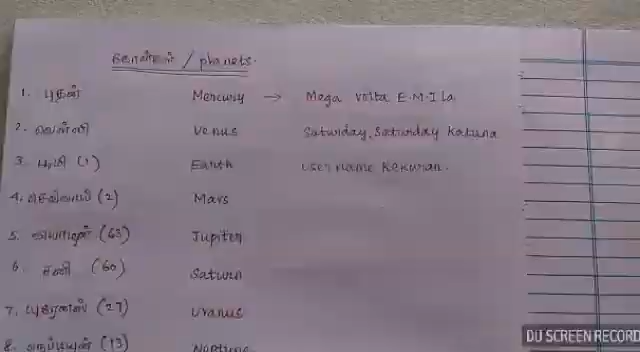 கோள்கள் / planets.
1. புதன் Mercury → Mega volta E.M.I la
2. வெள்ளி Venus Saturday, Saturday Katuna
3. பூமி (1) Earth user name Kekuran.
4. செவ்வாய் (2) Mars
5. வியாழன் (63) Jupiter
6. சனி (60) Saturn
7. யுரேனஸ் (27) Uranus
8. நெப்டியூன் (13) Neptune
DU SCREEN RECORD